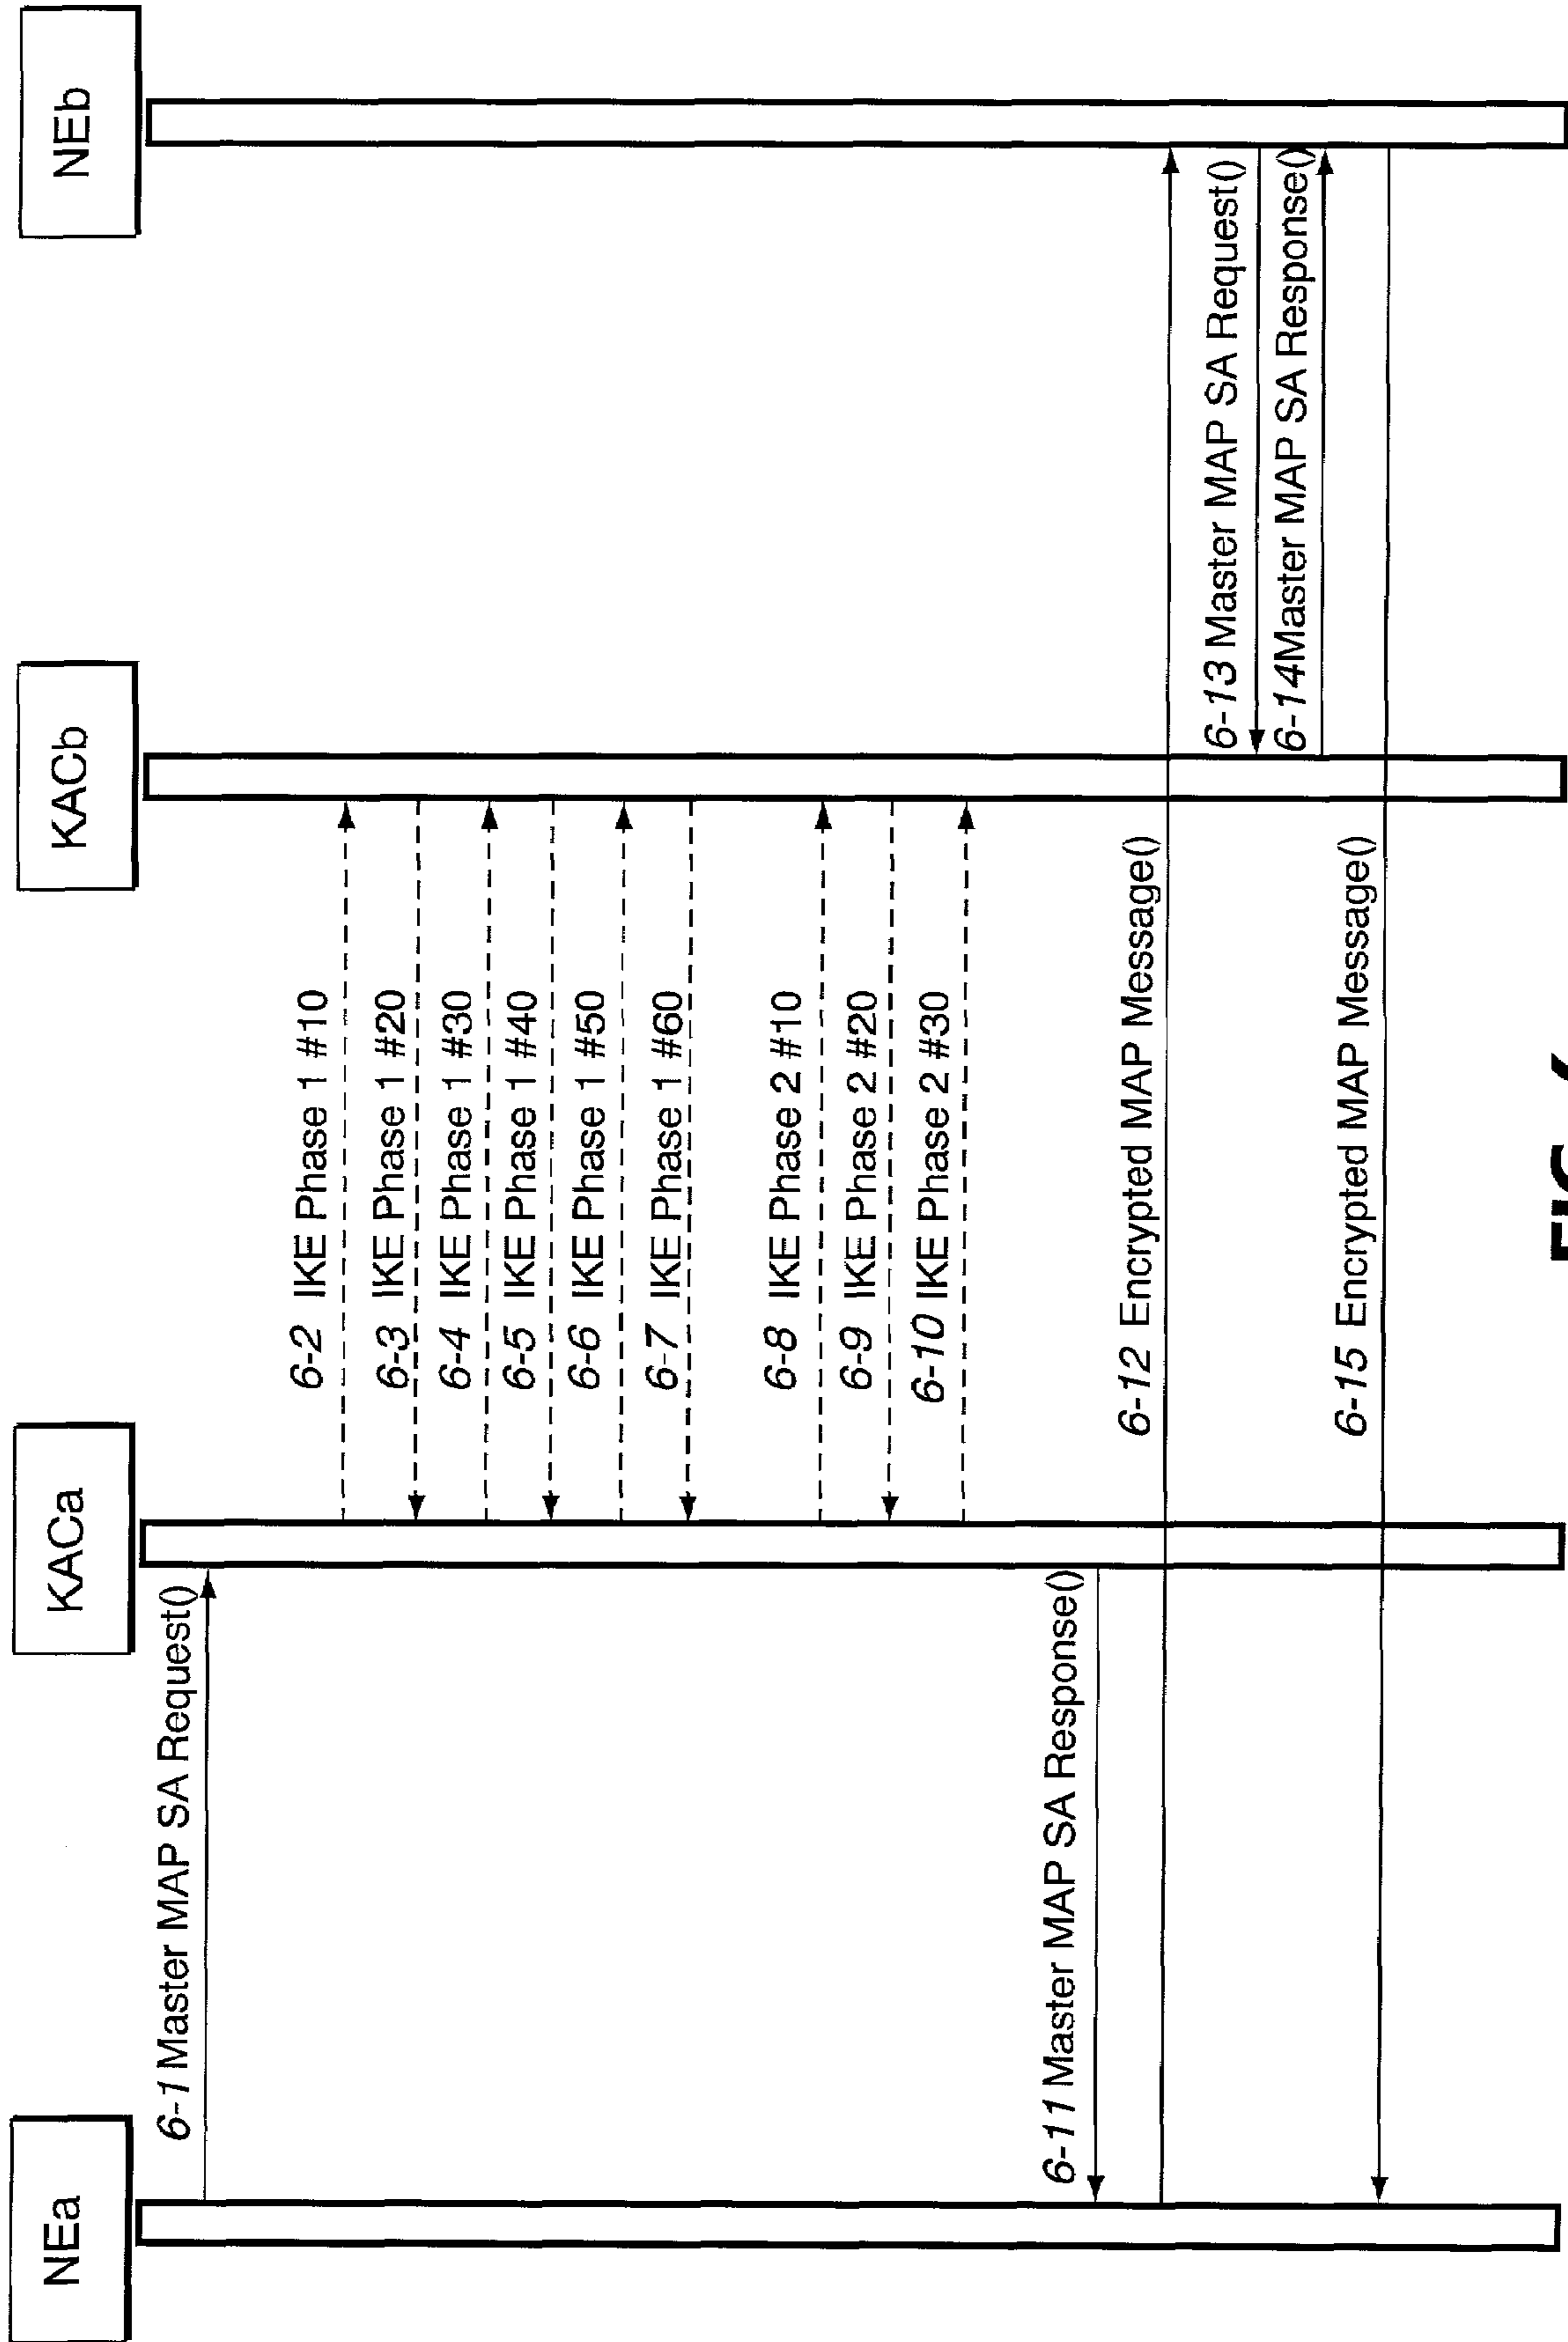 NEa
KACa
KACb
NEb
6-1 Master MAP SA Request()
6-2 IKE Phase 1 #10
6-3 IKE Phase 1 #20
6-4 IKE Phase 1 #30
6-5 IKE Phase 1 #40
6-6 IKE Phase 1 #50
6-7 IKE Phase 1 #60
6-8 IKE Phase 2 #10
6-9 IKE Phase 2 #20
6-10 IKE Phase 2 #30
6-11 Master MAP SA Response()
6-12 Encrypted MAP Message()
6-13 Master MAP SA Request()
6-14 Master MAP SA Response()
6-15 Encrypted MAP Message()